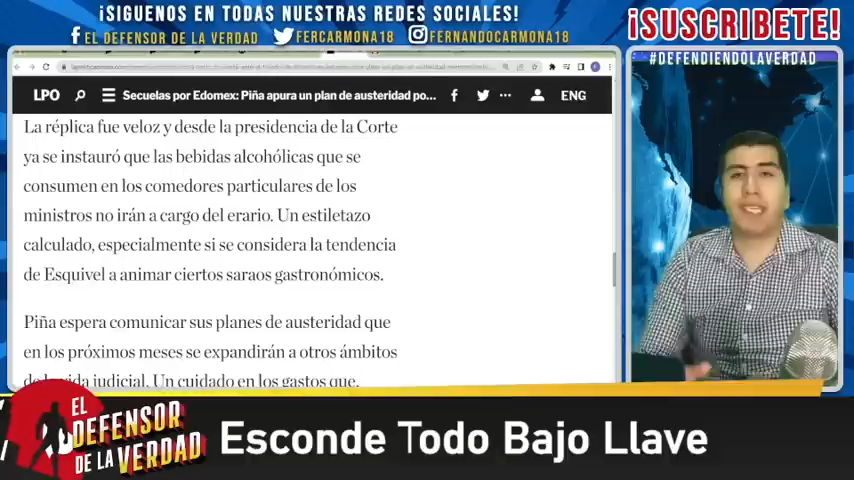 ¡SIGUENOS EN TODAS NUESTRAS REDES SOCIALES!
EL DEFENSOR DE LA VERDAD FERCARMONA18 FERNANDOCARMONA18
¡SUSCRIBETE!
#DEFENDIENDOLAVERDAD
LPO Secuelas por Edomex: Piña apura un plan de austeridad po... ENG
La réplica fue veloz y desde la presidencia de la Corte
ya se instauró que las bebidas alcohólicas que se
consumen en los comedores particulares de los
ministros no irán a cargo del erario. Un estiletazo
calculado, especialmente si se considera la tendencia
de Esquivel a animar ciertos saraos gastronómicos.
Piña espera comunicar sus planes de austeridad que
en los próximos meses se expandirán a otros ámbitos
de la vida judicial. Un cuidado en los gastos que,
EL
DEFENSOR
DE LA VERDAD
Esconde Todo Bajo Llave